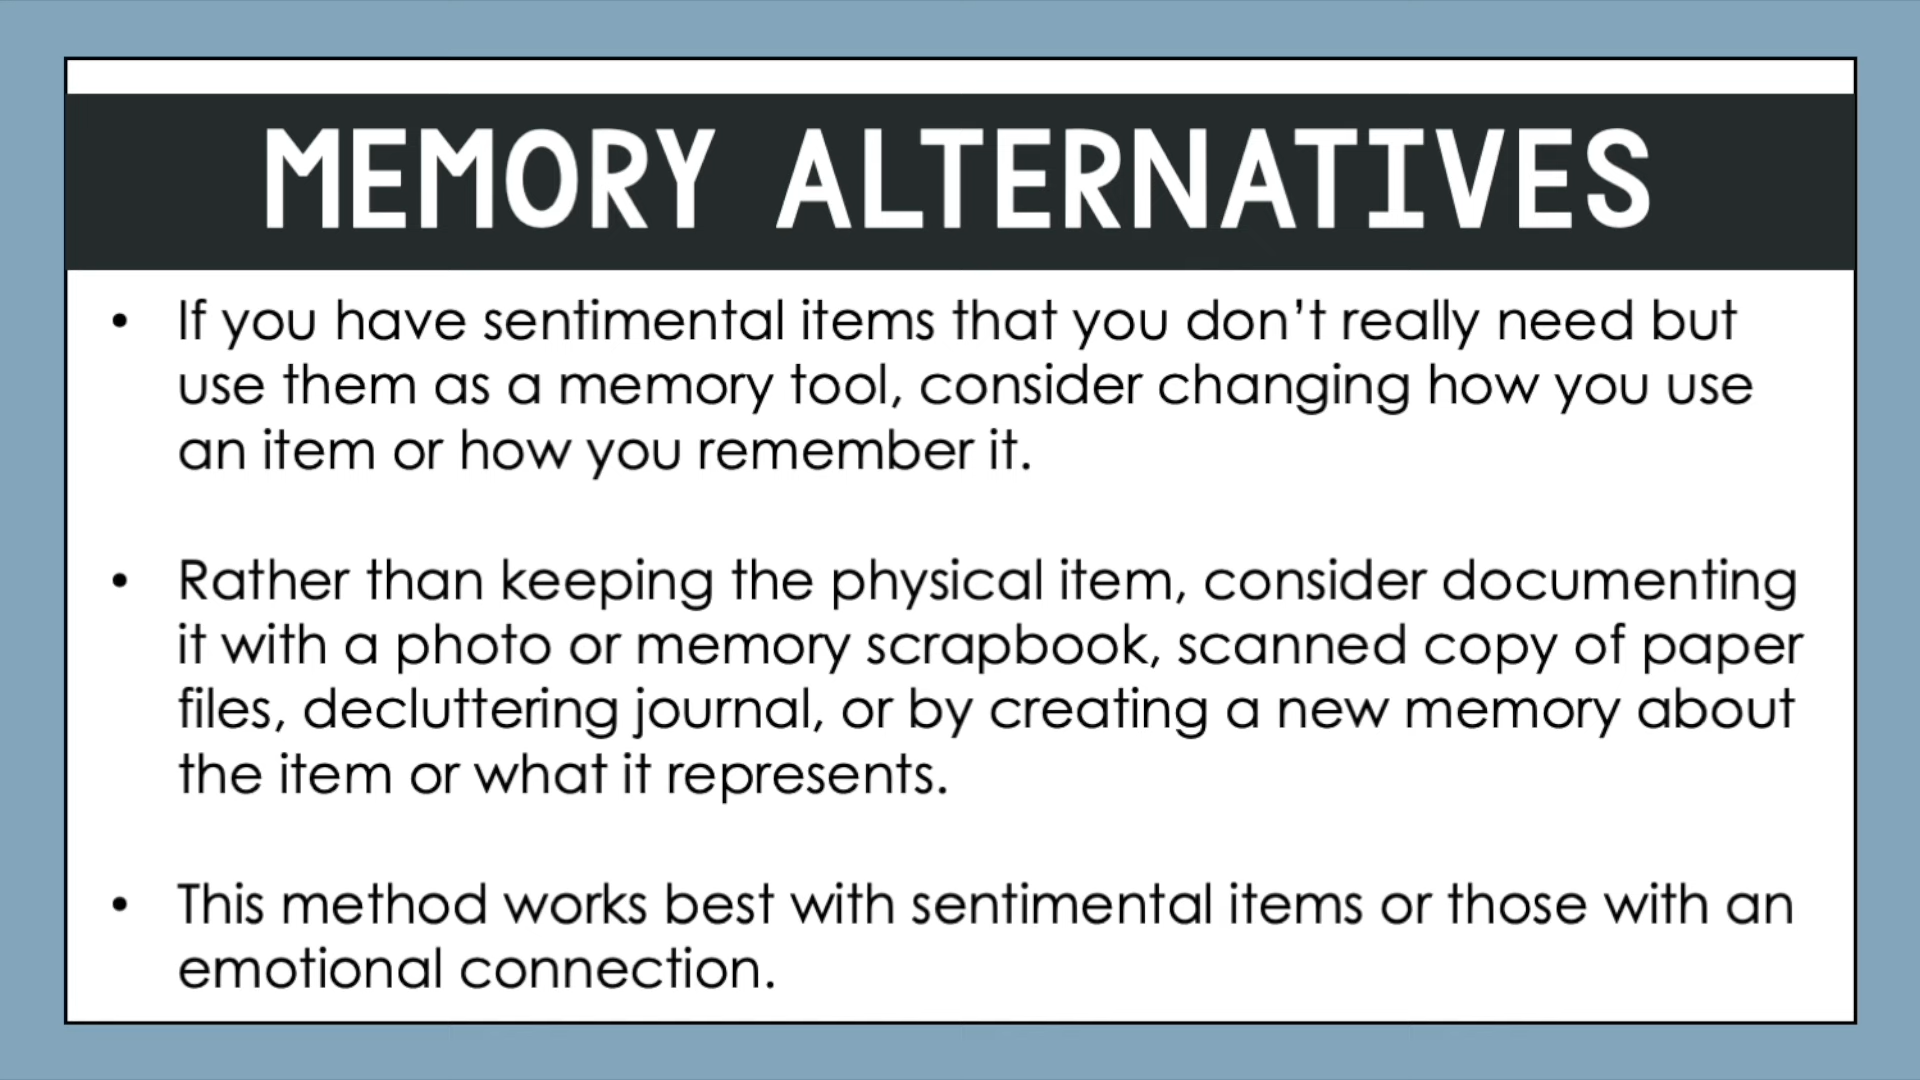 MEMORY ALTERNATIVES
• If you have sentimental items that you don’t really need but
use them as a memory tool, consider changing how you use
an item or how you remember it.
• Rather than keeping the physical item, consider documenting
it with a photo or memory scrapbook, scanned copy of paper
files, decluttering journal, or by creating a new memory about
the item or what it represents.
• This method works best with sentimental items or those with an
emotional connection.